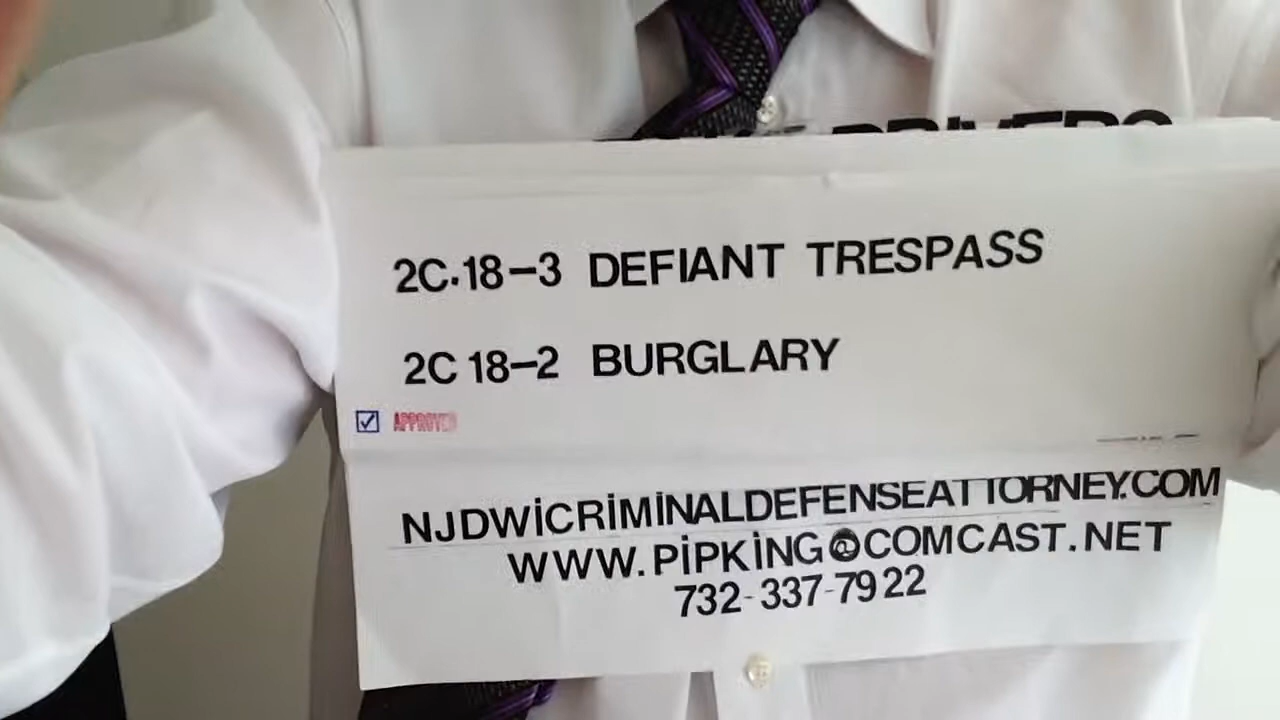 DRIVERS
2C.18-3 DEFIANT TRESPASS
2C 18-2 BURGLARY
APPROVED
NJDWiCRiMiNALDEFENSEATTORNEY.COM
WWW.PiPKiNG@COMCAST.NET
732-337-7922